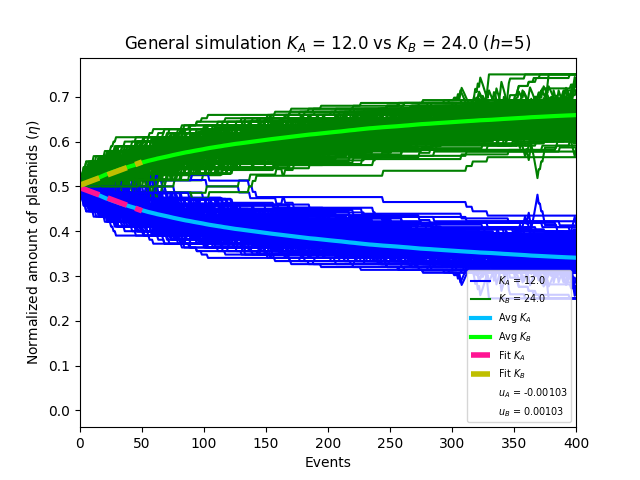 General simulation K_A = 12.0 vs K_B = 24.0 (h=5)
Normalized amount of plasmids (η)
0.7
0.6
0.5
0.4
0.3
0.2
0.1
0.0
K_A = 12.0
K_B = 24.0
Avg K_A
Avg K_B
Fit K_A
Fit K_B
u_A = -0.00103
u_B = 0.00103
0 50 100 150 200 250 300 350 400
Events